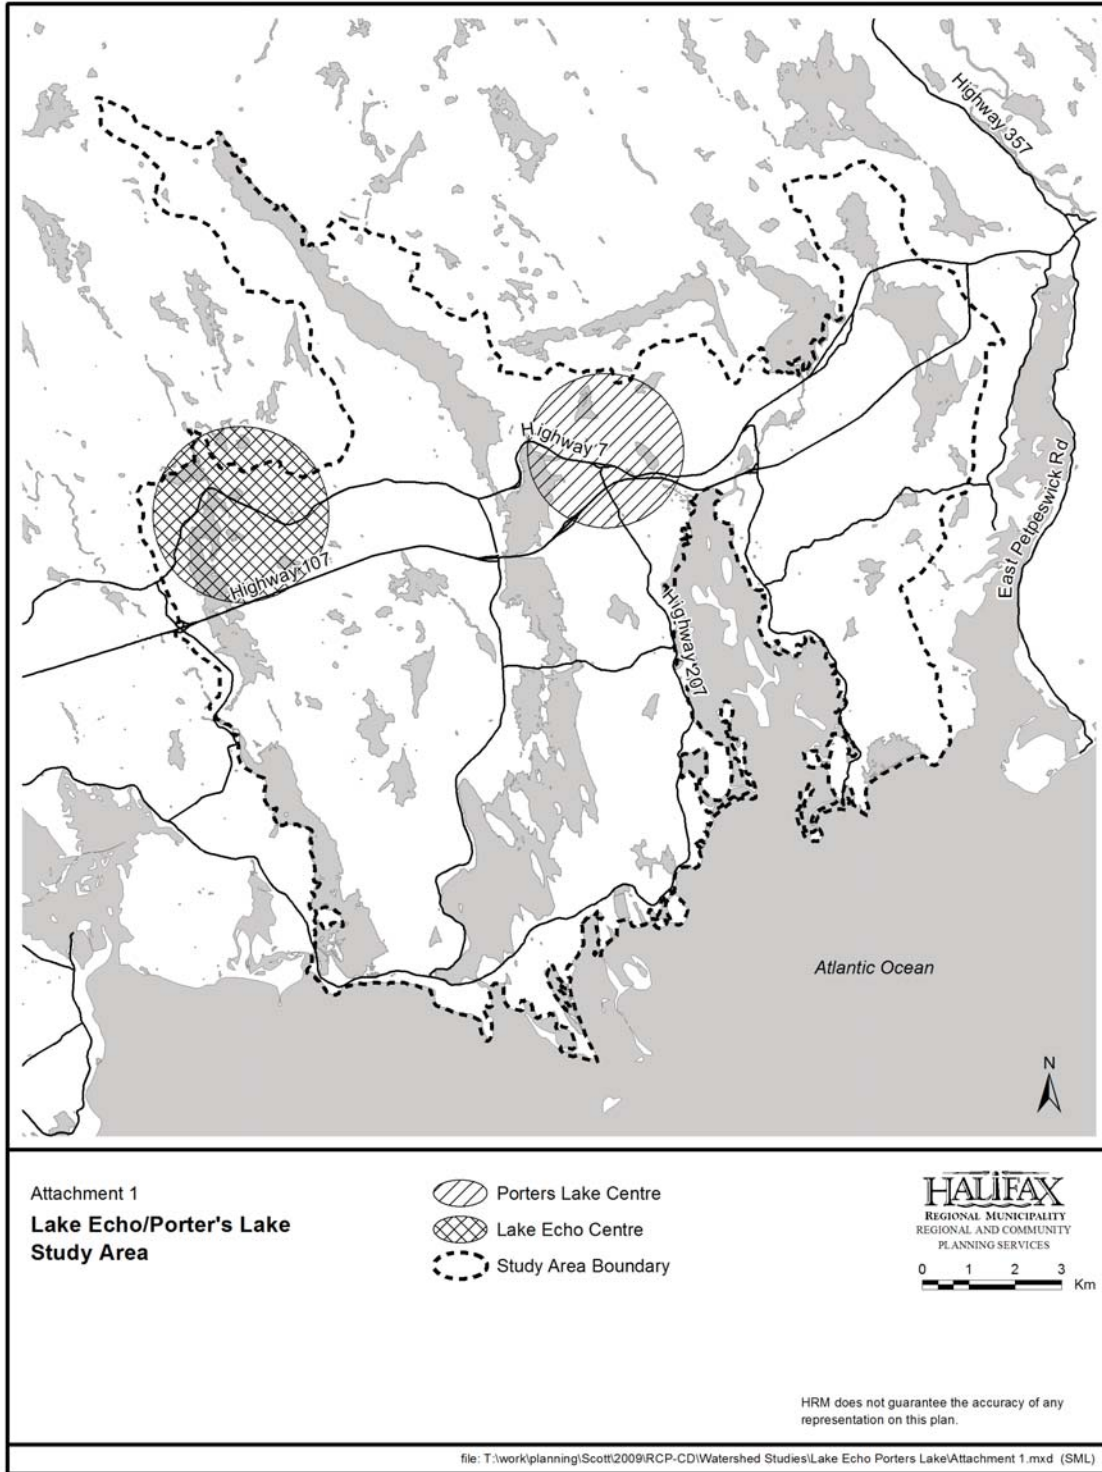 Highway 357
Highway 7
Highway 107
Highway 207
East Petpeswick Rd
Atlantic Ocean
N
Attachment 1
Lake Echo/Porter's Lake
Study Area
Porters Lake Centre
Lake Echo Centre
Study Area Boundary
HALIFAX
REGIONAL MUNICIPALITY
REGIONAL AND COMMUNITY
PLANNING SERVICES
0 1 2 3
Km
HRM does not guarantee the accuracy of any
representation on this plan.
file: T:\work\planning\Scott\2009\RCP-CD\Watershed Studies\Lake Echo Porters Lake\Attachment 1.mxd (SML)